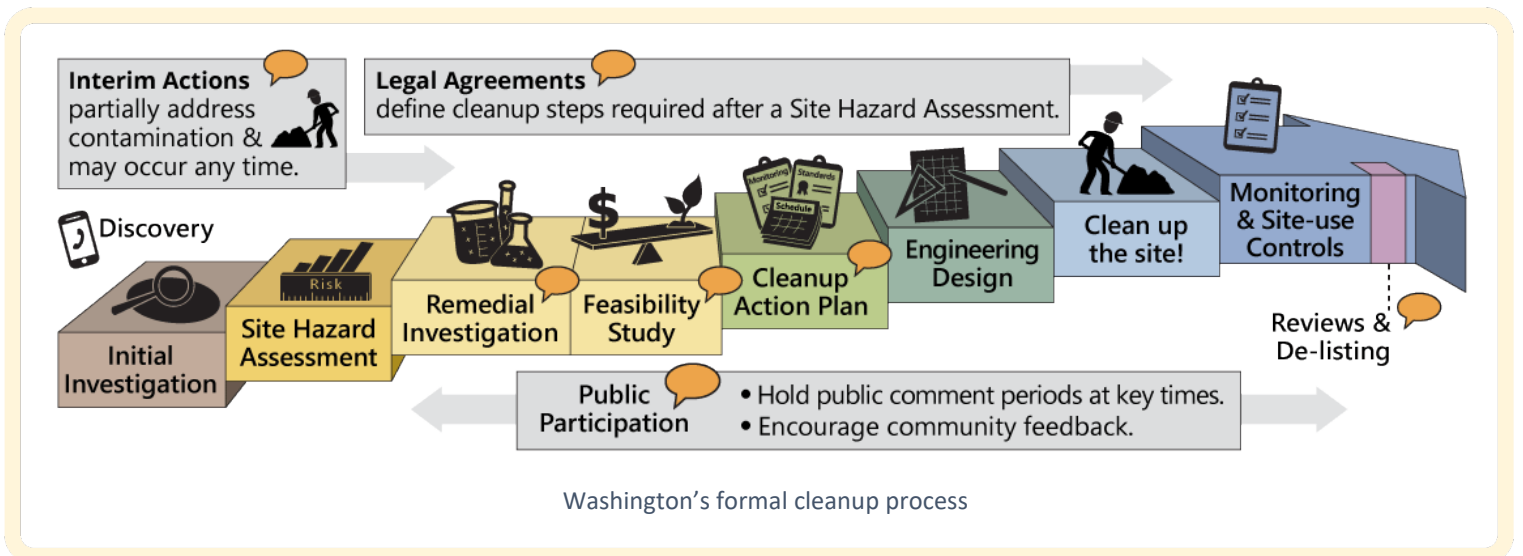 Interim Actions
partially address
contamination &
may occur any time.
Legal Agreements
define cleanup steps required after a Site Hazard Assessment.
Discovery
Initial
Investigation
Risk
Site Hazard
Assessment
Remedial
Investigation
$
Feasibility
Study
Monitoring
Standards
Schedule
Cleanup
Action Plan
Engineering
Design
Clean up
the site!
Monitoring
& Site-use
Controls
Reviews &
De-listing
Public
Participation
• Hold public comment periods at key times.
• Encourage community feedback.
Washington's formal cleanup process